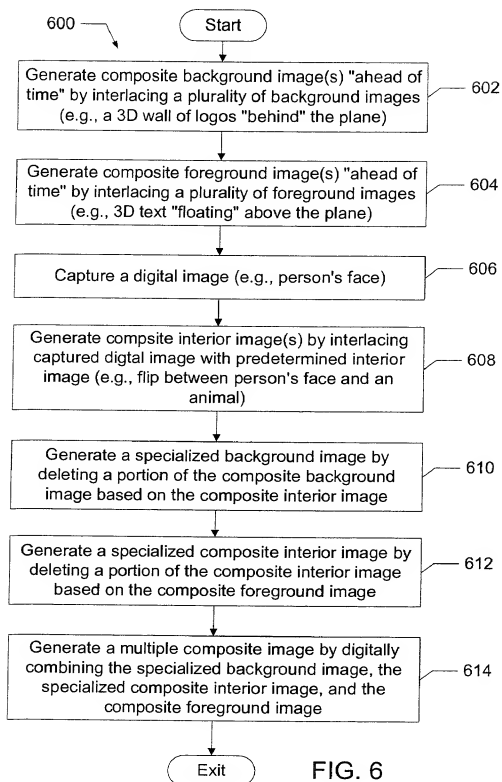 600
Start
Generate composite background image(s) "ahead of
time" by interlacing a plurality of background images
(e.g., a 3D wall of logos "behind" the plane)
602
Generate composite foreground image(s) "ahead of
time" by interlacing a plurality of foreground images
(e.g., 3D text "floating" above the plane)
604
Capture a digital image (e.g., person's face)
606
Generate compsite interior image(s) by interlacing
captured digtal image with predetermined interior
image (e.g., flip between person's face and an
animal)
608
Generate a specialized background image by
deleting a portion of the composite background
image based on the composite interior image
610
Generate a specialized composite interior image by
deleting a portion of the composite interior image
based on the composite foreground image
612
Generate a multiple composite image by digitally
combining the specialized background image, the
specialized composite interior image, and the
composite foreground image
614
Exit
FIG. 6